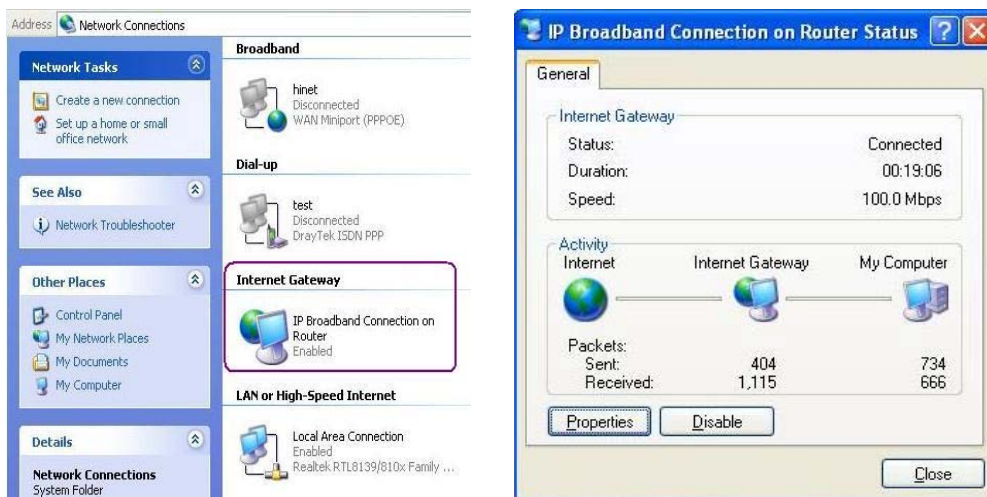 Address Network Connections
Network Tasks
Create a new connection
Set up a home or small
office network
See Also
Network Troubleshooter
Other Places
Control Panel
My Network Places
My Documents
My Computer
Details
Network Connections
System Folder
Broadband
hinet
Disconnected
WAN Miniport (PPPOE)
Dial-up
test
Disconnected
DrayTek ISDN PPP
Internet Gateway
IP Broadband Connection on
Router
Enabled
LAN or High-Speed Internet
Local Area Connection
Enabled
Realtek RTL8139/810x Family ...
IP Broadband Connection on Router Status
General
Internet Gateway
Status: Connected
Duration: 00:19:06
Speed: 100.0 Mbps
Activity
Internet Internet Gateway My Computer
Packets:
Sent: 404 734
Received: 1,115 666
Properties Disable
Close